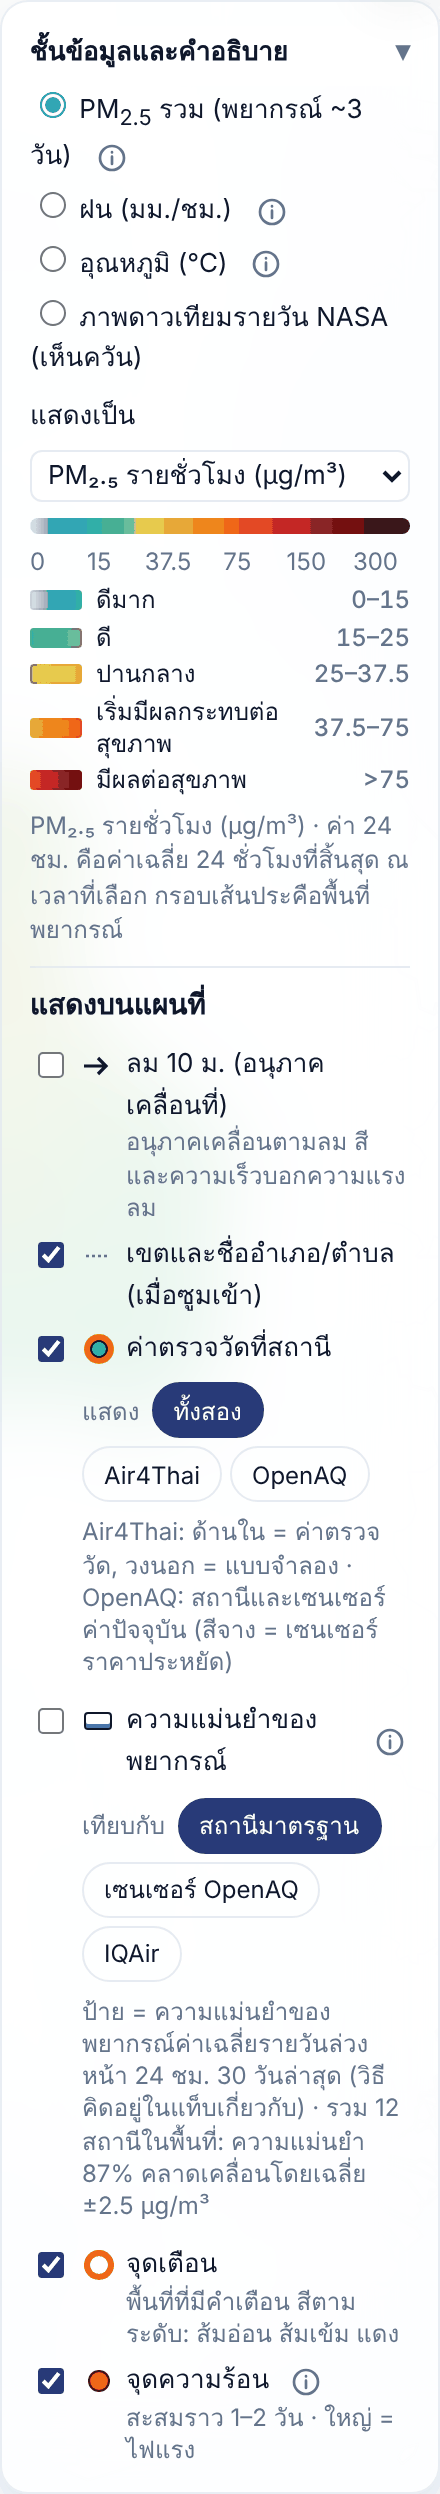 ชั้นข้อมูลและคำอธิบาย ▼
PM2.5 รวม (พยากรณ์ ~3
วัน)
ฝน (มม./ชม.)
อุณหภูมิ (°C)
ภาพดาวเทียมรายวัน NASA
(เห็นควัน)
แสดงเป็น
PM₂.₅ รายชั่วโมง (µg/m³)
0 15 37.5 75 150 300
ดีมาก 0–15
ดี 15–25
ปานกลาง 25–37.5
เริ่มมีผลกระทบต่อ
สุขภาพ 37.5–75
มีผลต่อสุขภาพ >75
PM₂.₅ รายชั่วโมง (µg/m³) · ค่า 24
ชม. คือค่าเฉลี่ย 24 ชั่วโมงที่สิ้นสุด ณ
เวลาที่เลือก กรอบเส้นประคือพื้นที่
พยากรณ์
แสดงบนแผนที่
→ ลม 10 ม. (อนุภาค
เคลื่อนที่)
อนุภาคเคลื่อนตามลม สี
และความเร็วบอกความแรง
ลม
เขตและชื่ออำเภอ/ตำบล
(เมื่อซูมเข้า)
ค่าตรวจวัดที่สถานี
แสดง ทั้งสอง
Air4Thai OpenAQ
Air4Thai: ด้านใน = ค่าตรวจ
วัด, วงนอก = แบบจำลอง ·
OpenAQ: สถานีและเซนเซอร์
ค่าปัจจุบัน (สีจาง = เซนเซอร์
ราคาประหยัด)
ความแม่นยำของ
พยากรณ์
เทียบกับ สถานีมาตรฐาน
เซนเซอร์ OpenAQ
IQAir
ป้าย = ความแม่นยำของ
พยากรณ์ค่าเฉลี่ยรายวันล่วง
หน้า 24 ชม. 30 วันล่าสุด (วิธี
คิดอยู่ในแท็บเกี่ยวกับ) · รวม 12
สถานีในพื้นที่: ความแม่นยำ
87% คลาดเคลื่อนโดยเฉลี่ย
±2.5 µg/m³
จุดเตือน
พื้นที่ที่มีคำเตือน สีตาม
ระดับ: ส้มอ่อน ส้มเข้ม แดง
จุดความร้อน
สะสมราว 1–2 วัน · ใหญ่ =
ไฟแรง